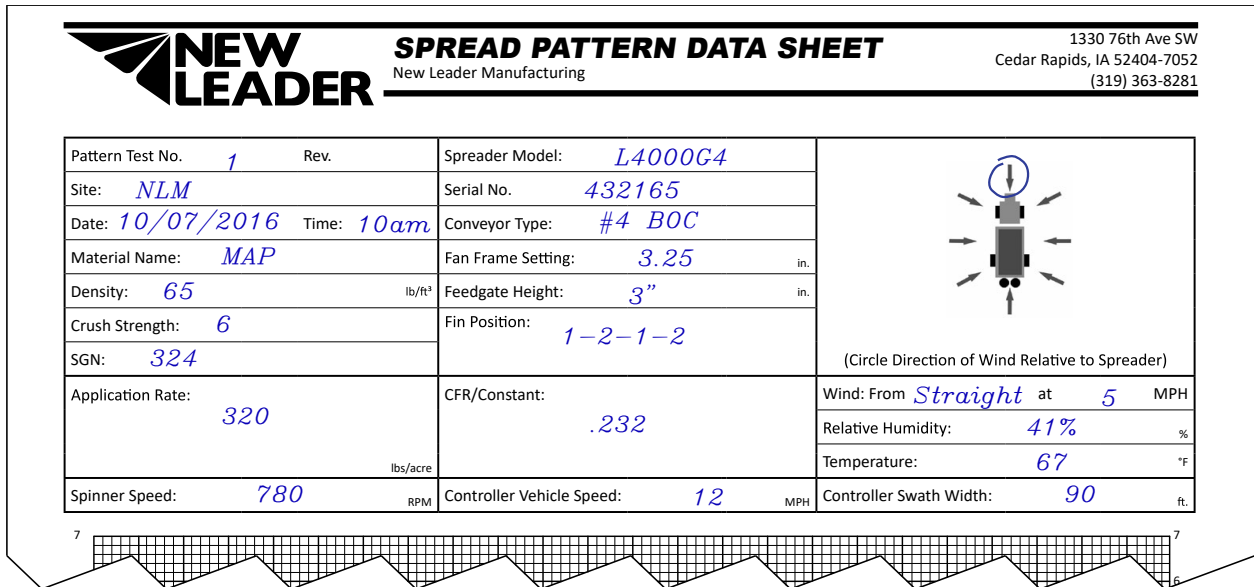 NEW LEADER
SPREAD PATTERN DATA SHEET
New Leader Manufacturing
1330 76th Ave SW
Cedar Rapids, IA 52404-7052
(319) 363-8281
Pattern Test No. 1 Rev.
Site: NLM
Date: 10/07/2016 Time: 10am
Material Name: MAP
Density: 65 lb/ft³
Crush Strength: 6
SGN: 324
Spreader Model: L4000G4
Serial No. 432165
Conveyor Type: #4 BOC
Fan Frame Setting: 3.25 in.
Feedgate Height: 3" in.
Fin Position: 1-2-1-2
(Circle Direction of Wind Relative to Spreader)
Application Rate: 320 lbs/acre
CFR/Constant: .232
Wind: From Straight at 5 MPH
Relative Humidity: 41% %
Temperature: 67 °F
Spinner Speed: 780 RPM
Controller Vehicle Speed: 12 MPH
Controller Swath Width: 90 ft.
7 7
6